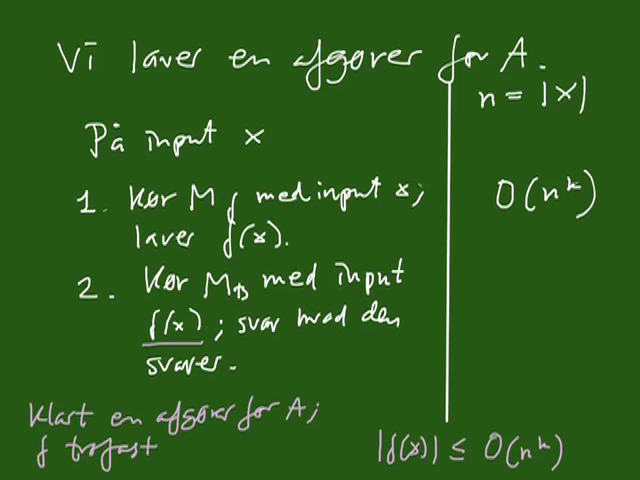 Vi laver en afgører for A.
n = |x|
På input x
1. Kør M_f med input x;
laver f(x).
O(n^k)
2. Kør M_B med input
f(x) ; svar hvad den
svarer.
Klart en afgører for A;
f trofast
|f(x)| ≤ O(n^k)